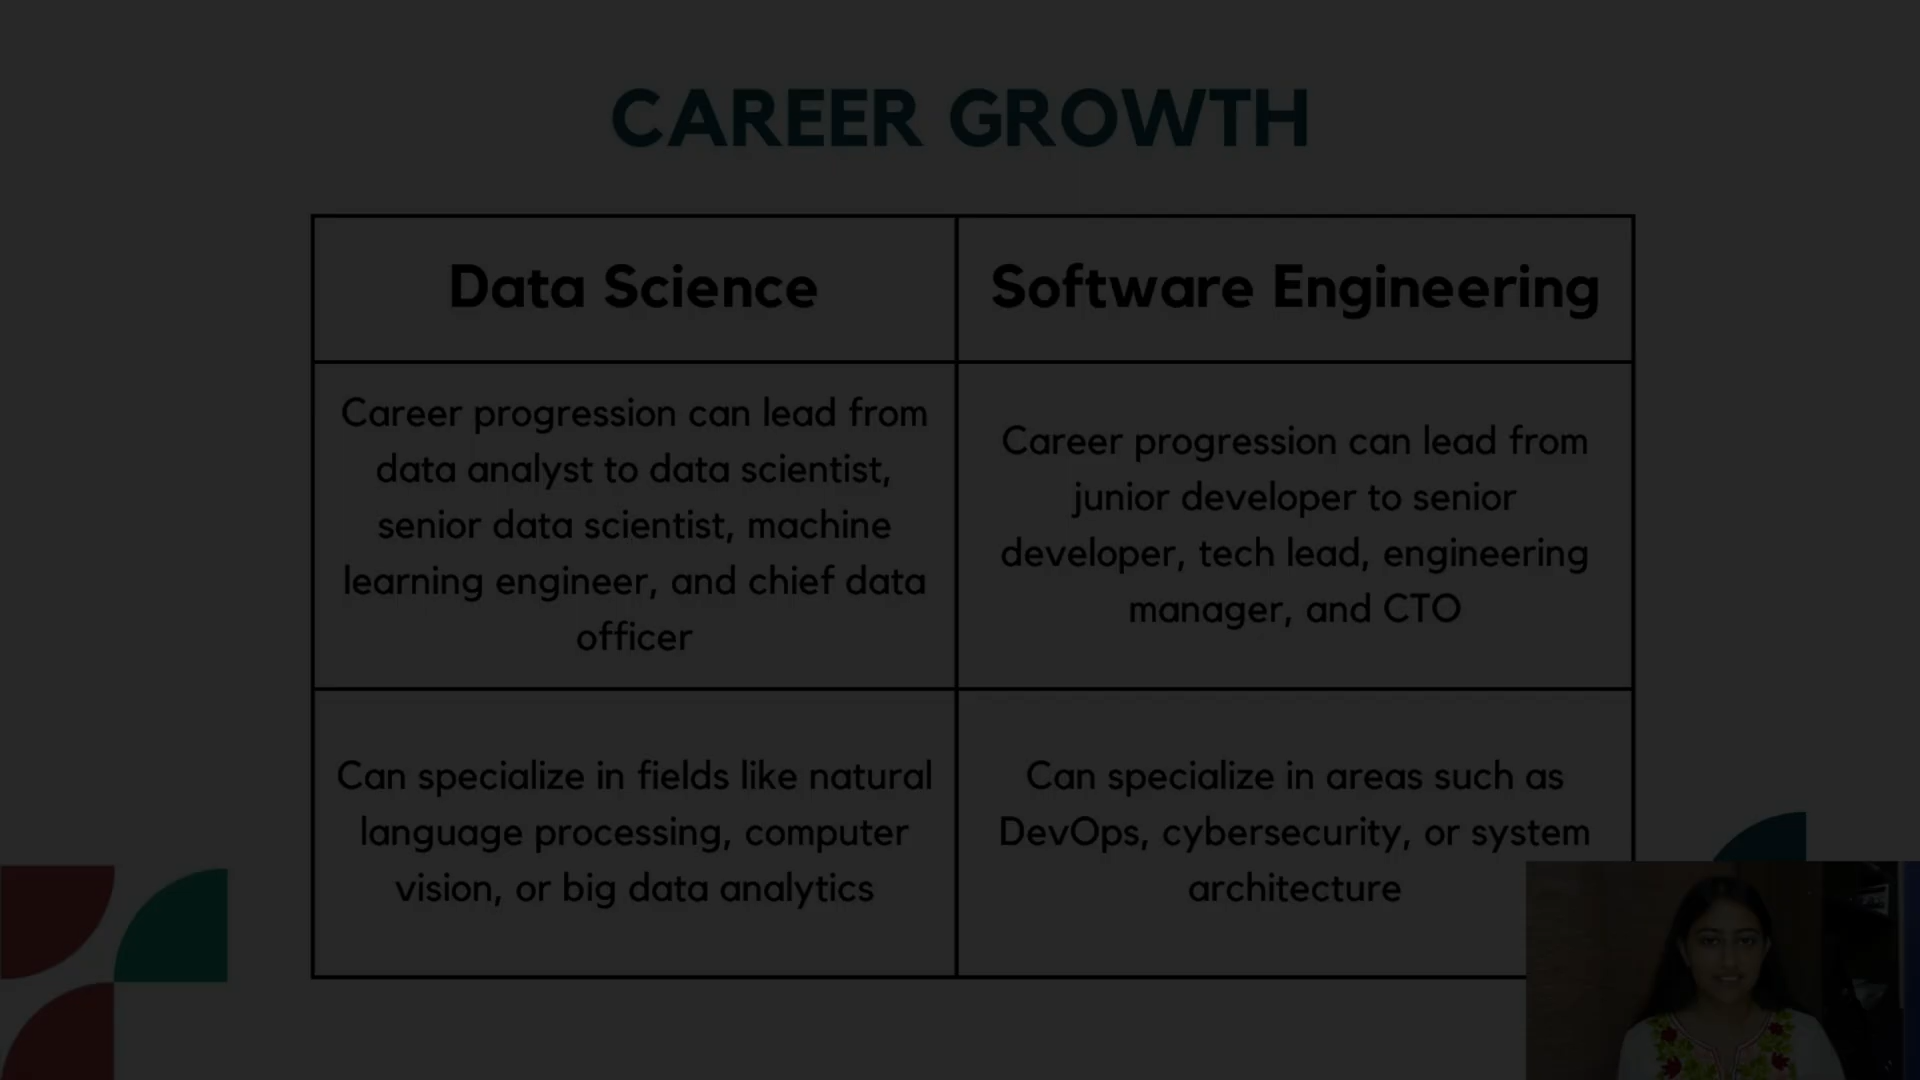 CAREER GROWTH
Data Science
Software Engineering
Career progression can lead from
data analyst to data scientist,
senior data scientist, machine
learning engineer, and chief data
officer
Career progression can lead from
junior developer to senior
developer, tech lead, engineering
manager, and CTO
Can specialize in fields like natural
language processing, computer
vision, or big data analytics
Can specialize in areas such as
DevOps, cybersecurity, or system
architecture